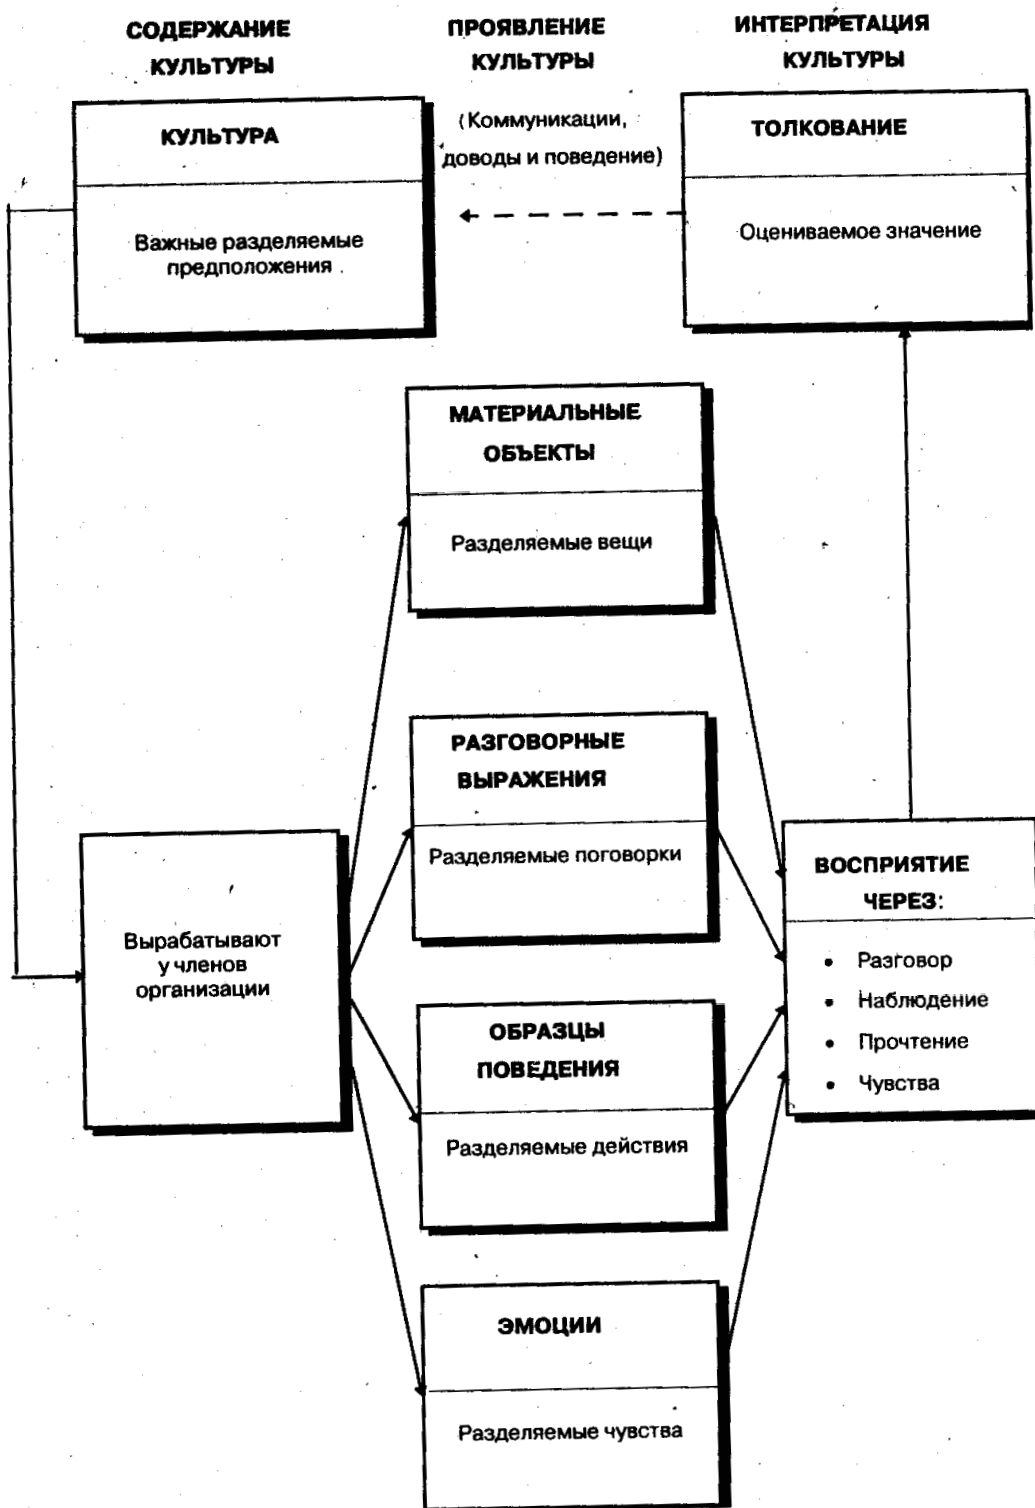 СОДЕРЖАНИЕ
КУЛЬТУРЫ
ПРОЯВЛЕНИЕ
КУЛЬТУРЫ
(Коммуникации,
доводы и поведение)
ИНТЕРПРЕТАЦИЯ
КУЛЬТУРЫ
КУЛЬТУРА
Важные разделяемые
предположения
ТОЛКОВАНИЕ
Оцениваемое значение
МАТЕРИАЛЬНЫЕ
ОБЪЕКТЫ
Разделяемые вещи
РАЗГОВОРНЫЕ
ВЫРАЖЕНИЯ
Разделяемые поговорки
Вырабатывают
у членов
организации
ВОСПРИЯТИЕ
ЧЕРЕЗ:
• Разговор
• Наблюдение
• Прочтение
• Чувства
ОБРАЗЦЫ
ПОВЕДЕНИЯ
Разделяемые действия
ЭМОЦИИ
Разделяемые чувства